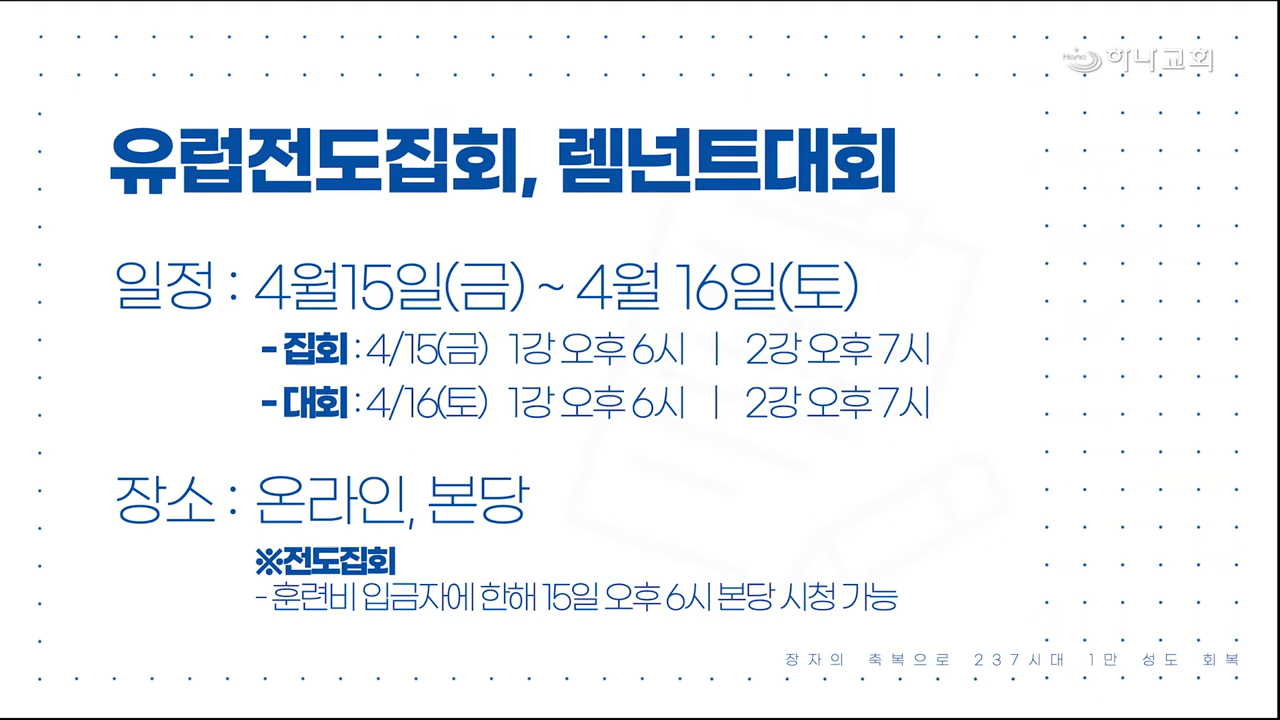 Hana 하나교회
유럽전도집회, 렘넌트대회
일정 : 4월15일(금) ~ 4월 16일(토)
- 집회 : 4/15(금) 1강 오후 6시 | 2강 오후 7시
- 대회 : 4/16(토) 1강 오후 6시 | 2강 오후 7시
장소 : 온라인, 본당
※전도집회
- 훈련비 입금자에 한해 15일 오후 6시 본당 시청 가능
장자의 축복으로 237시대 1만 성도 회복